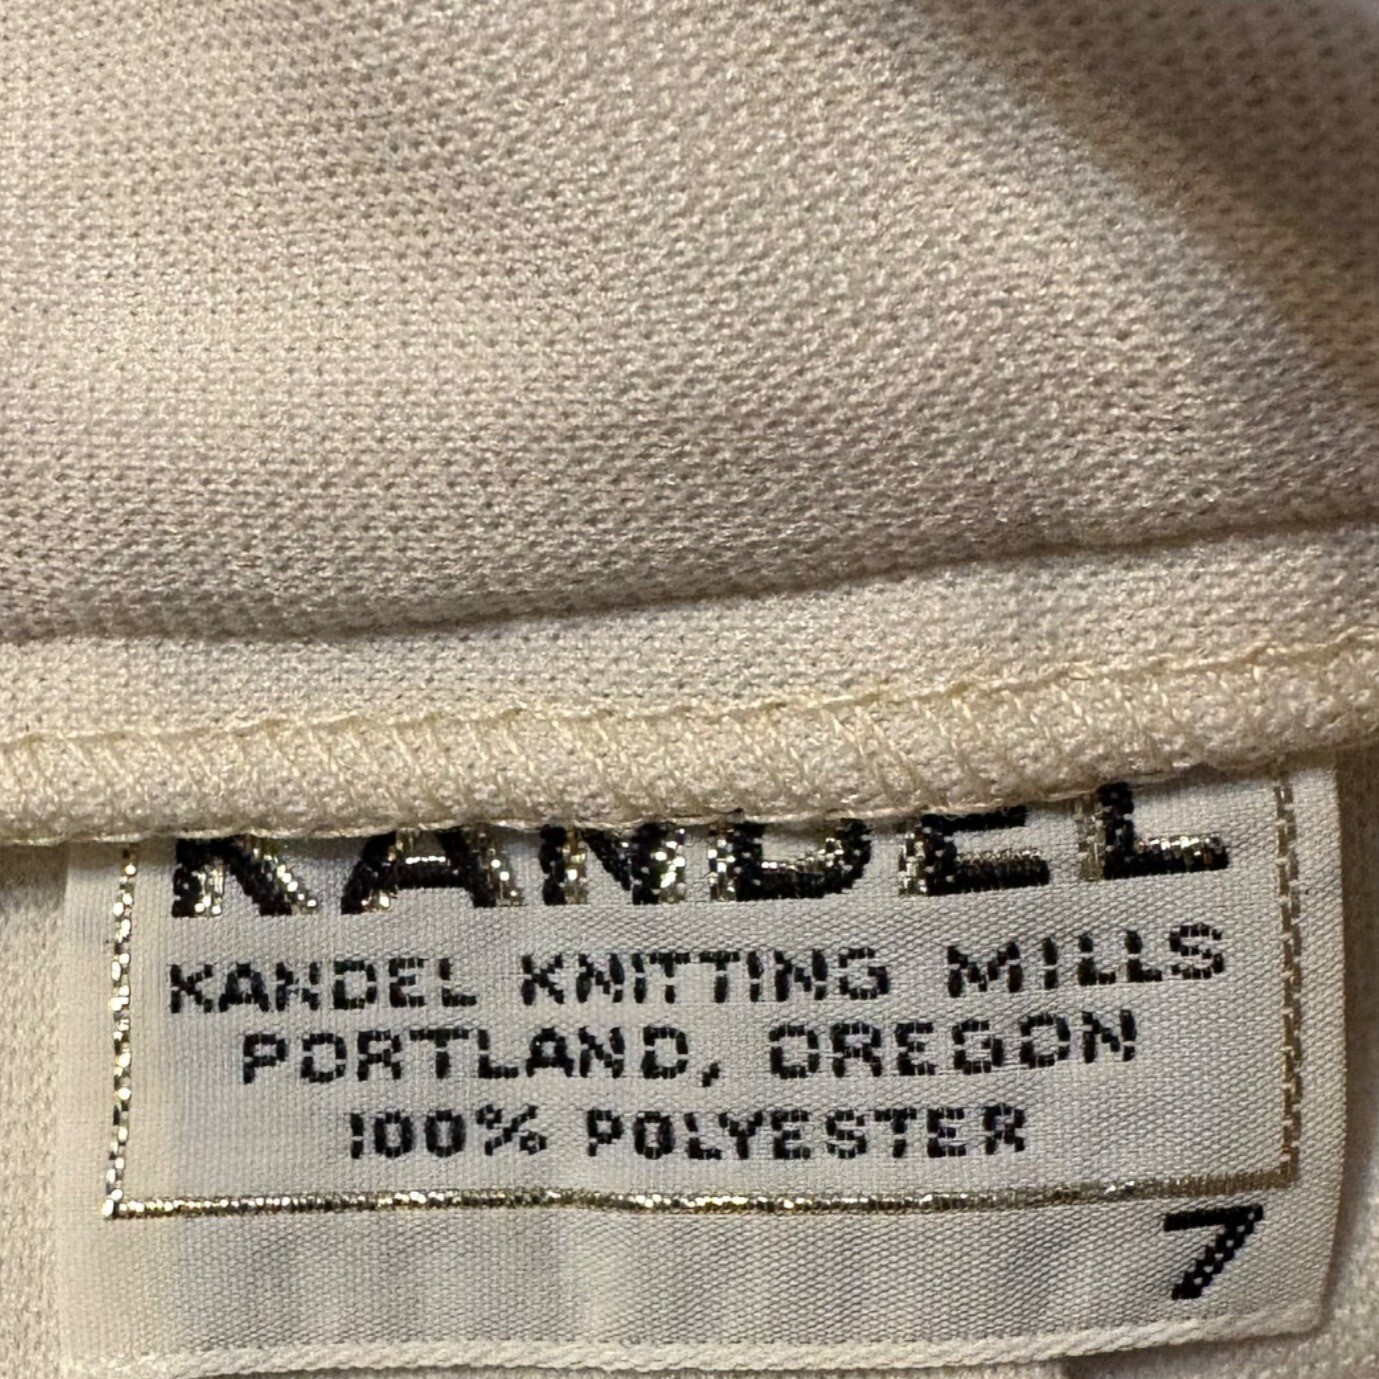 KANDEL
KANDEL KNITTING MILLS
PORTLAND, OREGON
100% POLYESTER
7